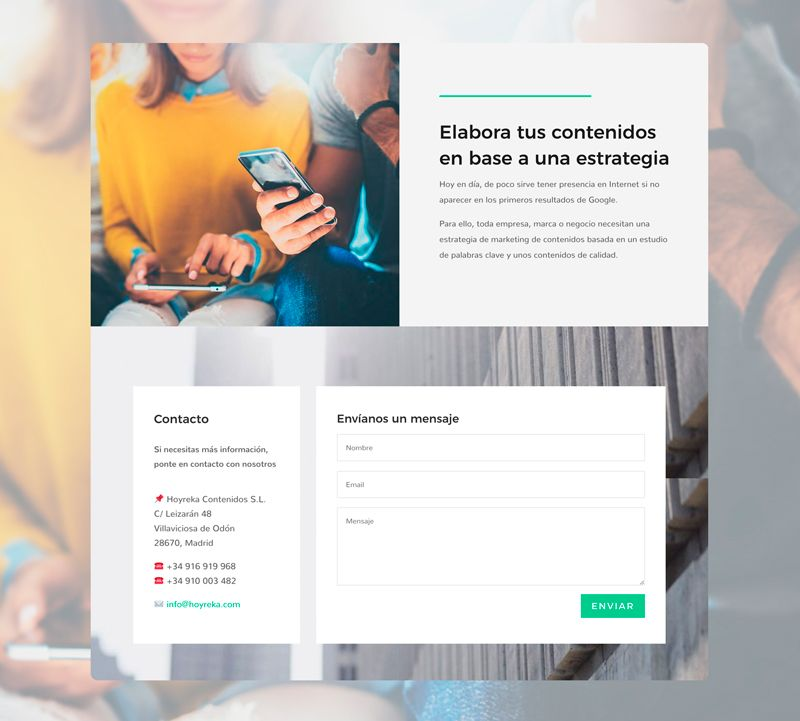 Elabora tus contenidos
en base a una estrategia
Hoy en día, de poco sirve tener presencia en Internet si no
aparecer en los primeros resultados de Google.
Para ello, toda empresa, marca o negocio necesitan una
estrategia de marketing de contenidos basada en un estudio
de palabras clave y unos contenidos de calidad.
Contacto
Si necesitas más información,
ponte en contacto con nosotros
Hoyreka Contenidos S.L.
C/ Leizarán 48
Villaviciosa de Odón
28670, Madrid
+34 916 919 968
+34 910 003 482
info@hoyreka.com
Envíanos un mensaje
Nombre
Email
Mensaje
ENVIAR